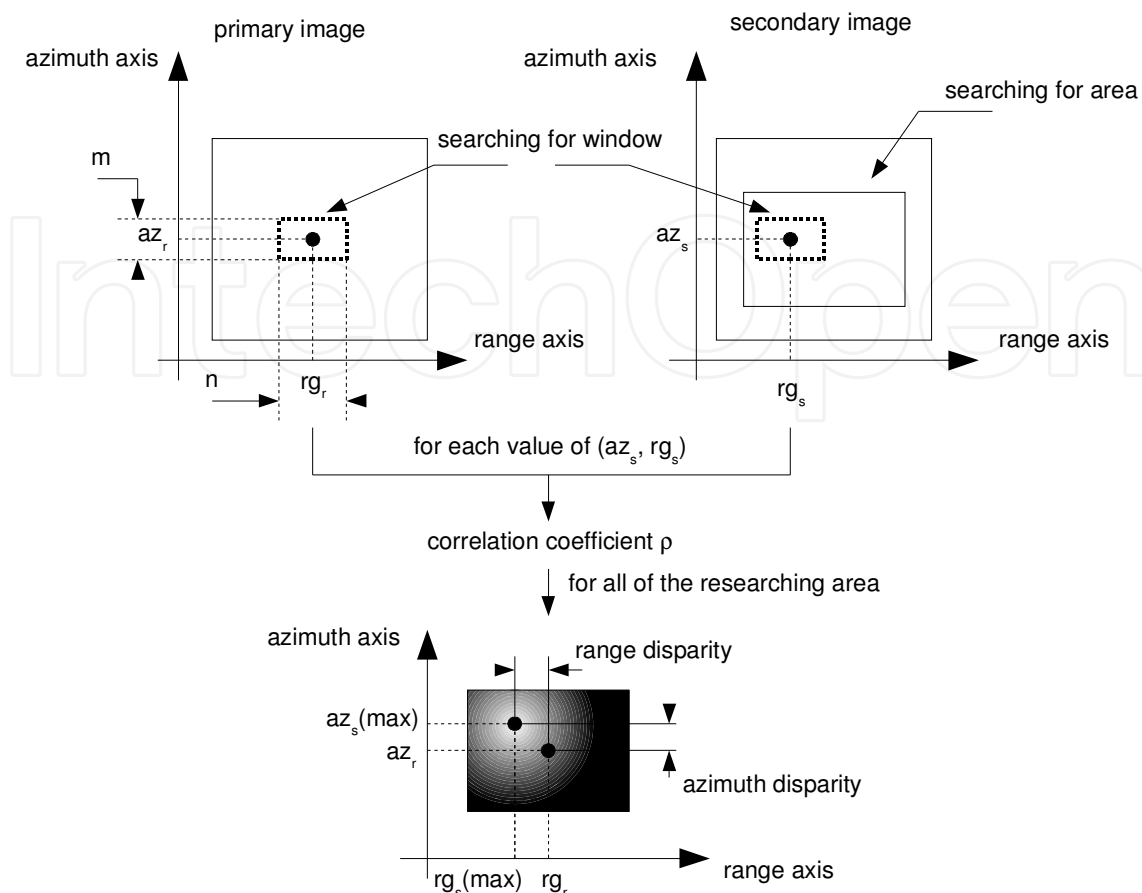 primary image
secondary image
azimuth axis
azimuth axis
searching for area
searching for window
m
az_r
az_s
IntechOpen
range axis
range axis
n
rg_r
rg_s
for each value of (az_s, rg_s)
correlation coefficient ρ
for all of the researching area
azimuth axis
range disparity
az_s(max)
az_r
azimuth disparity
range axis
rg_s(max)
rg_r